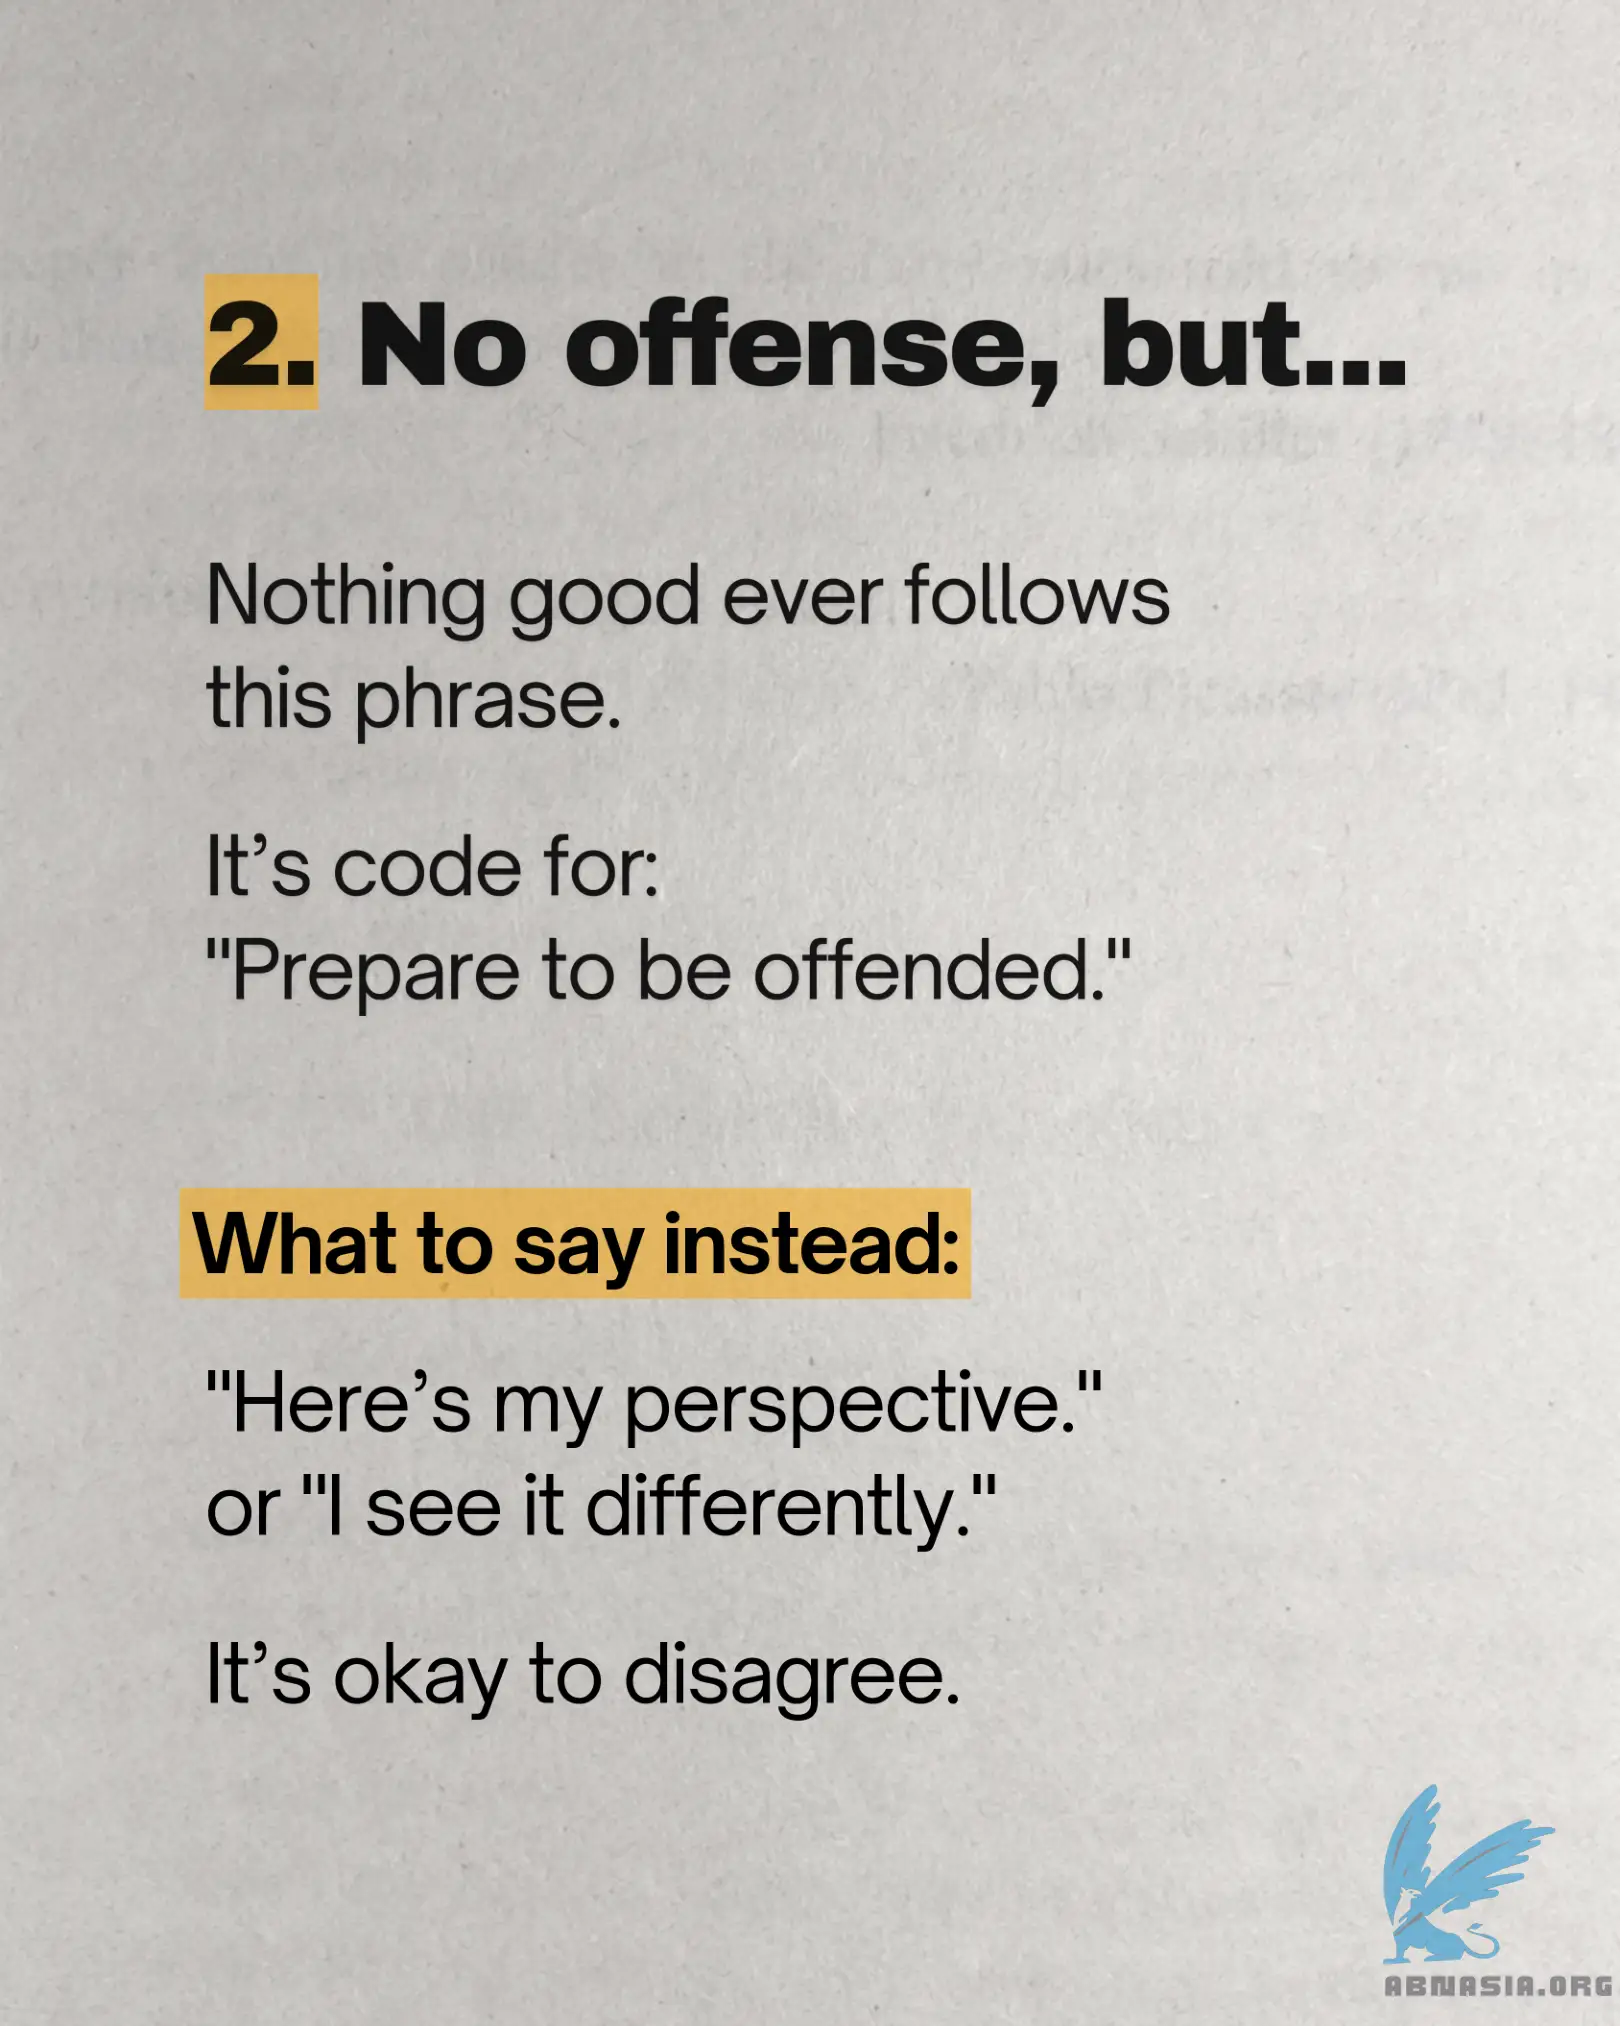 2. No offense, but...
Nothing good ever follows
this phrase.
It’s code for:
"Prepare to be offended."
What to say instead:
"Here’s my perspective."
or "I see it differently."
It’s okay to disagree.
ABNASIA.ORG